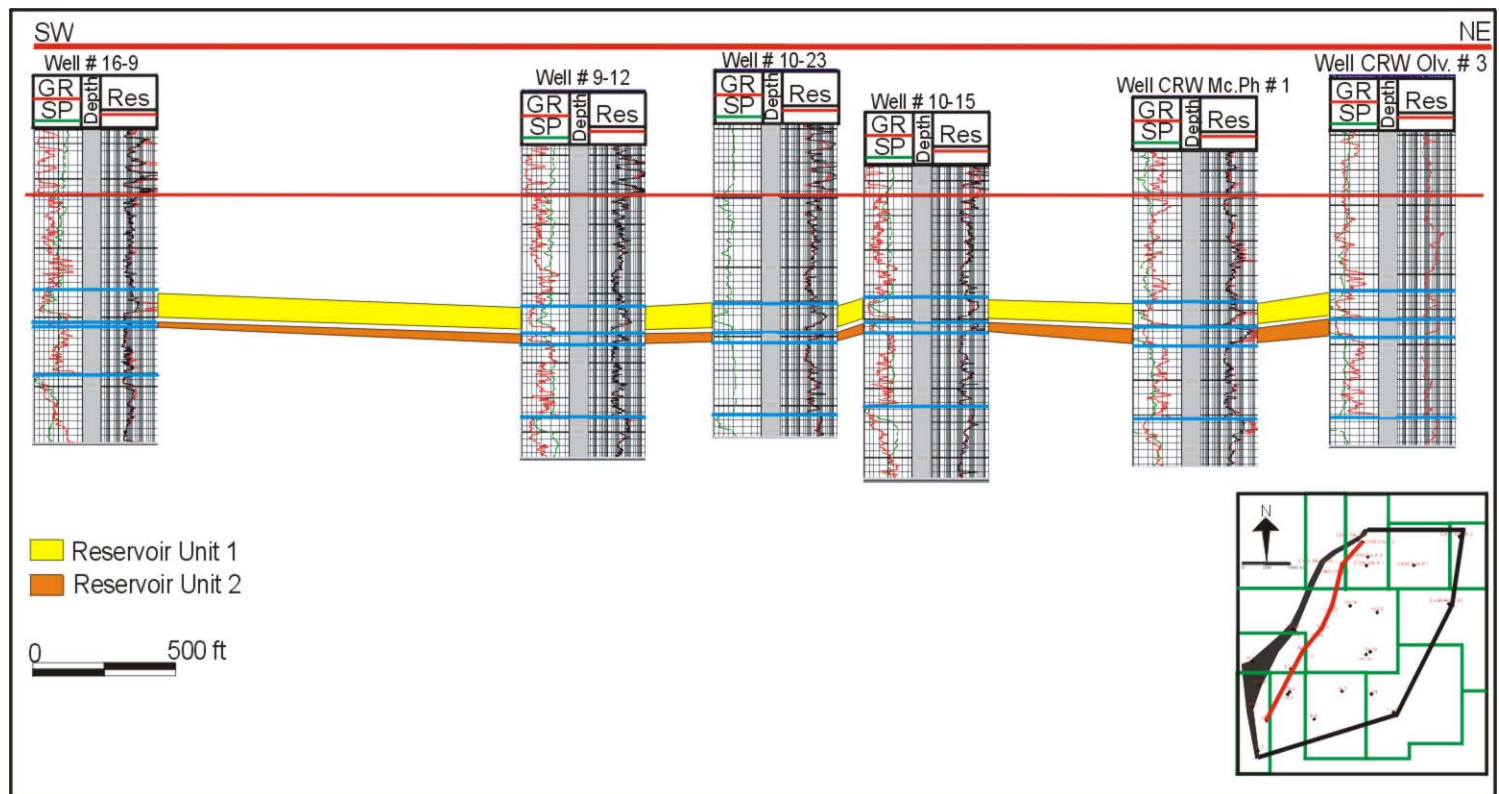 SW NE
Well # 16-9
GR
SP
Depth
Res
Well # 9-12
GR
SP
Depth
Res
Well # 10-23
GR
SP
Depth
Res
Well # 10-15
GR
SP
Depth
Res
Well CRW Mc.Ph # 1
GR
SP
Depth
Res
Well CRW Olv. # 3
GR
SP
Depth
Res
Reservoir Unit 1
Reservoir Unit 2
0 500 ft
N